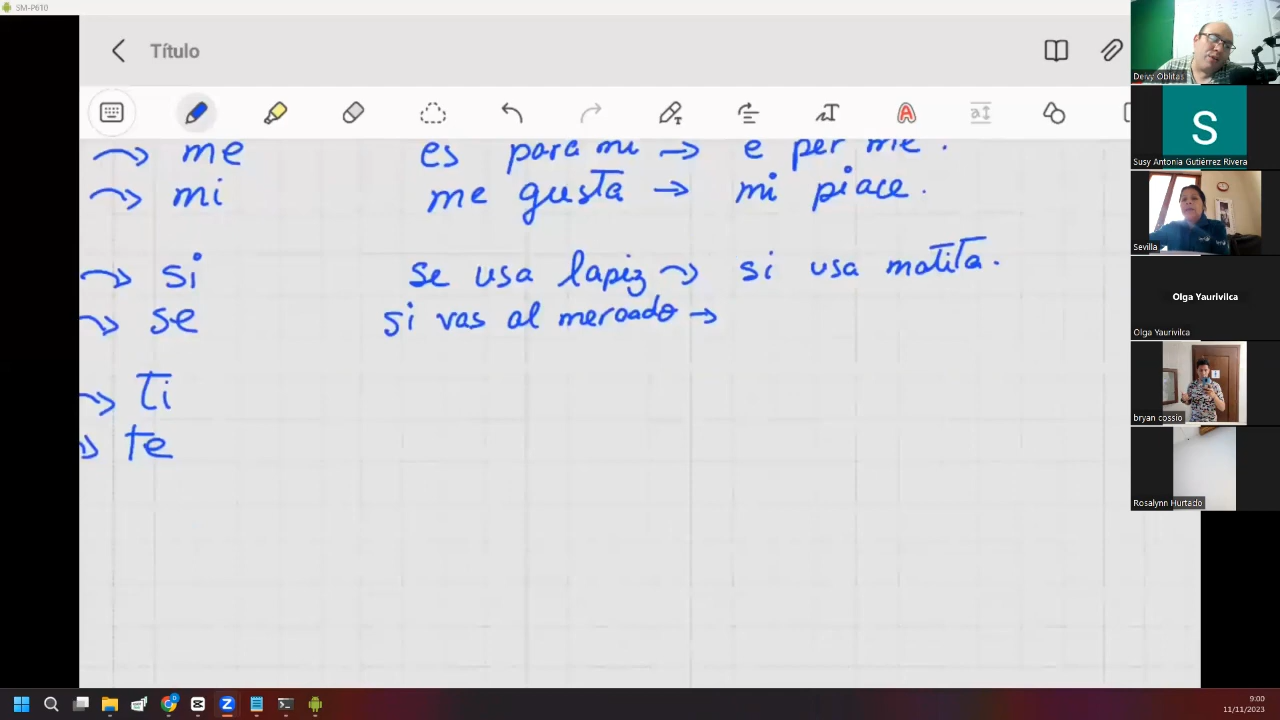 SM-P610
Título
me es para mi → e per me.
mi me gusta → mi piace.
si se usa lapiz → si usa matita.
se si vas al mercado →
ti
te
Deivy Oblitas
S
Susy Antonia Gutiérrez Rivera
Sevilla
Olga Yaurivilca
Olga Yaurivilca
bryan cossio
Rosalynn Hurtado
9:00
11/11/2023